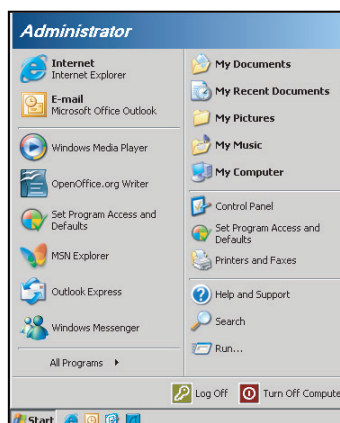 Administrator
Internet
Internet Explorer
E-mail
Microsoft Office Outlook
Windows Media Player
OpenOffice.org Writer
Set Program Access and
Defaults
MSN Explorer
Outlook Express
Windows Messenger
All Programs
My Documents
My Recent Documents
My Pictures
My Music
My Computer
Control Panel
Set Program Access and
Defaults
Printers and Faxes
Help and Support
Search
Run...
Log Off
Turn Off Compute
Start